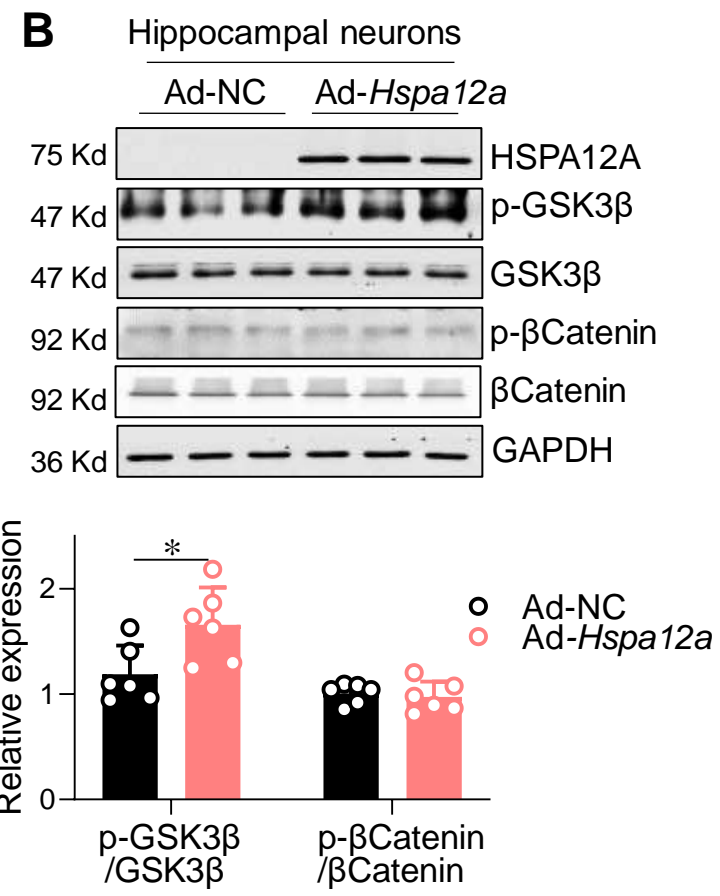 B
Hippocampal neurons
Ad-NC Ad-Hspa12a
75 Kd HSPA12A
47 Kd p-GSK3β
47 Kd GSK3β
92 Kd p-βCatenin
92 Kd βCatenin
36 Kd GAPDH
Relative expression
2
1
0
*
Ad-NC
Ad-Hspa12a
p-GSK3β
/GSK3β
p-βCatenin
/βCatenin